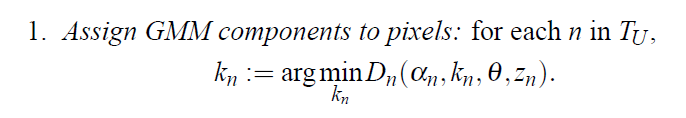 1. Assign GMM components to pixels: for each n in T_U,
k_n := arg min_{k_n} D_n(α_n, k_n, θ, z_n).